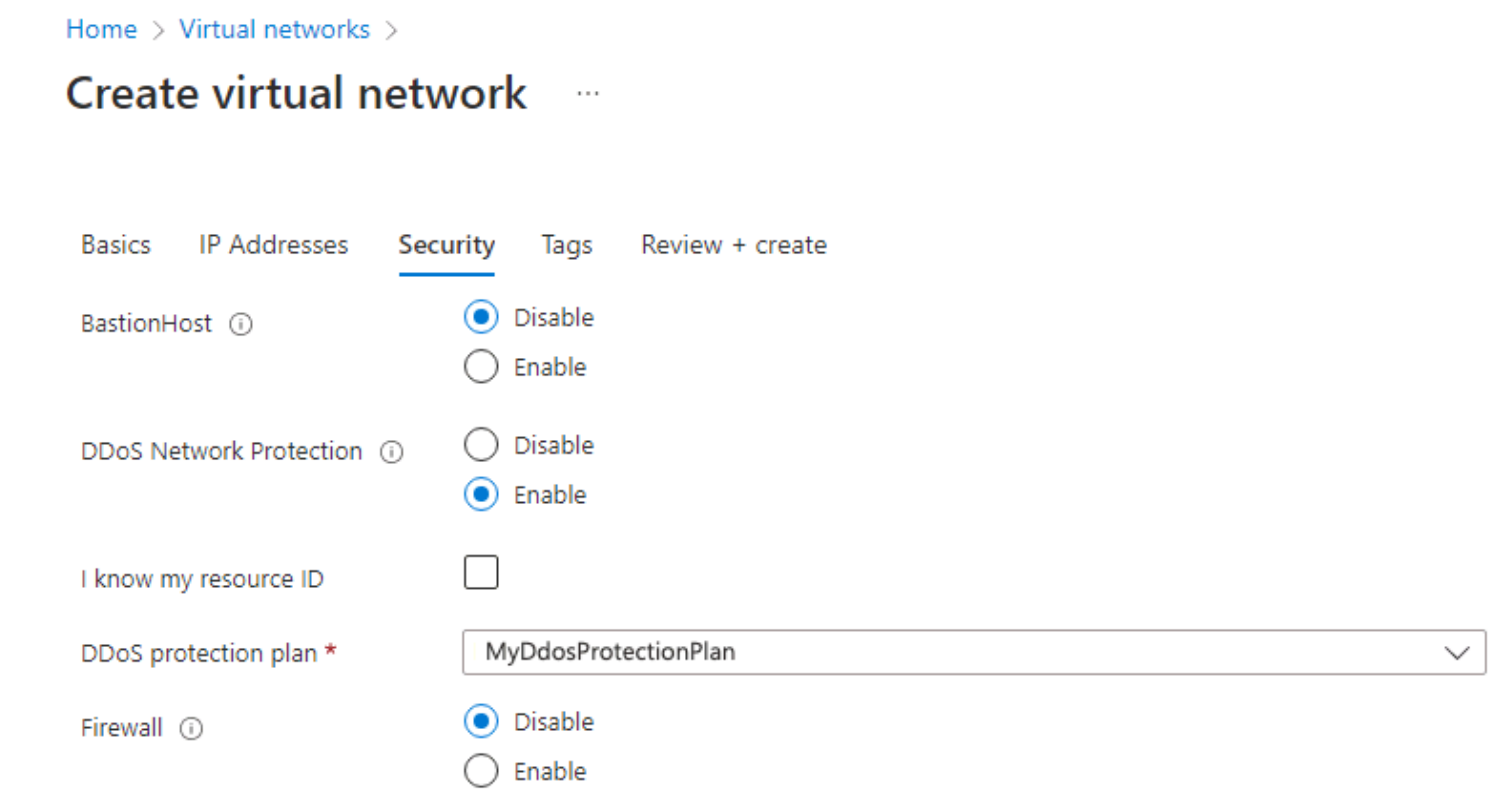 Home > Virtual networks >
Create virtual network ...
Basics IP Addresses Security Tags Review + create
BastionHost Disable
Enable
DDoS Network Protection Disable
Enable
I know my resource ID
DDoS protection plan * MyDdosProtectionPlan
Firewall Disable
Enable